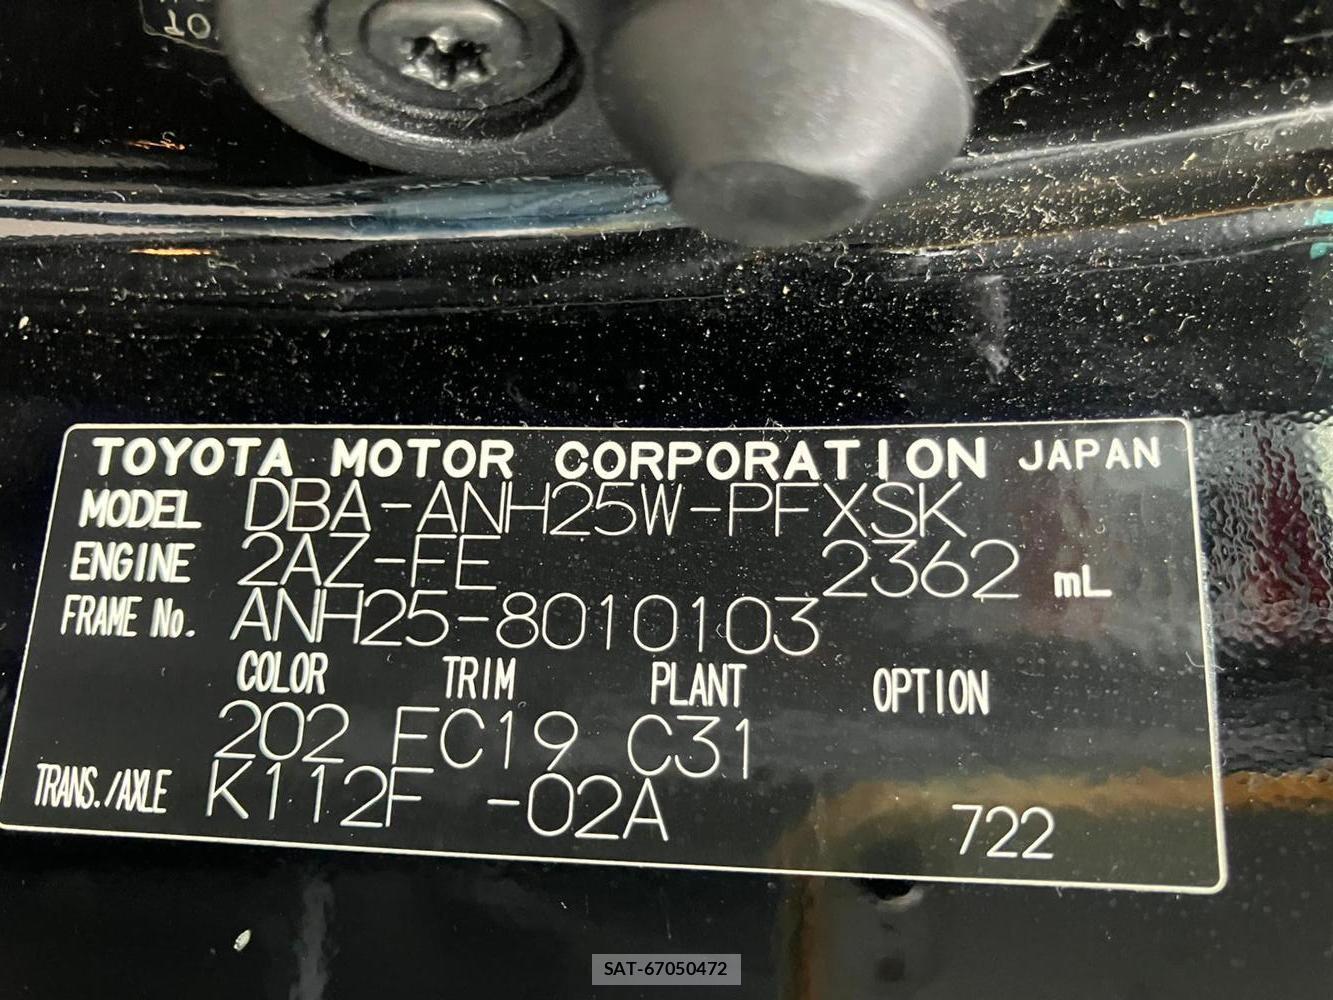 TOYOTA MOTOR CORPORATION JAPAN
MODEL DBA-ANH25W-PFXSK
ENGINE 2AZ-FE 2362 mL
FRAME No. ANH25-8010103
COLOR TRIM PLANT OPTION
202 FC19 C31
TRANS./AXLE K112F -02A
722
SAT-67050472